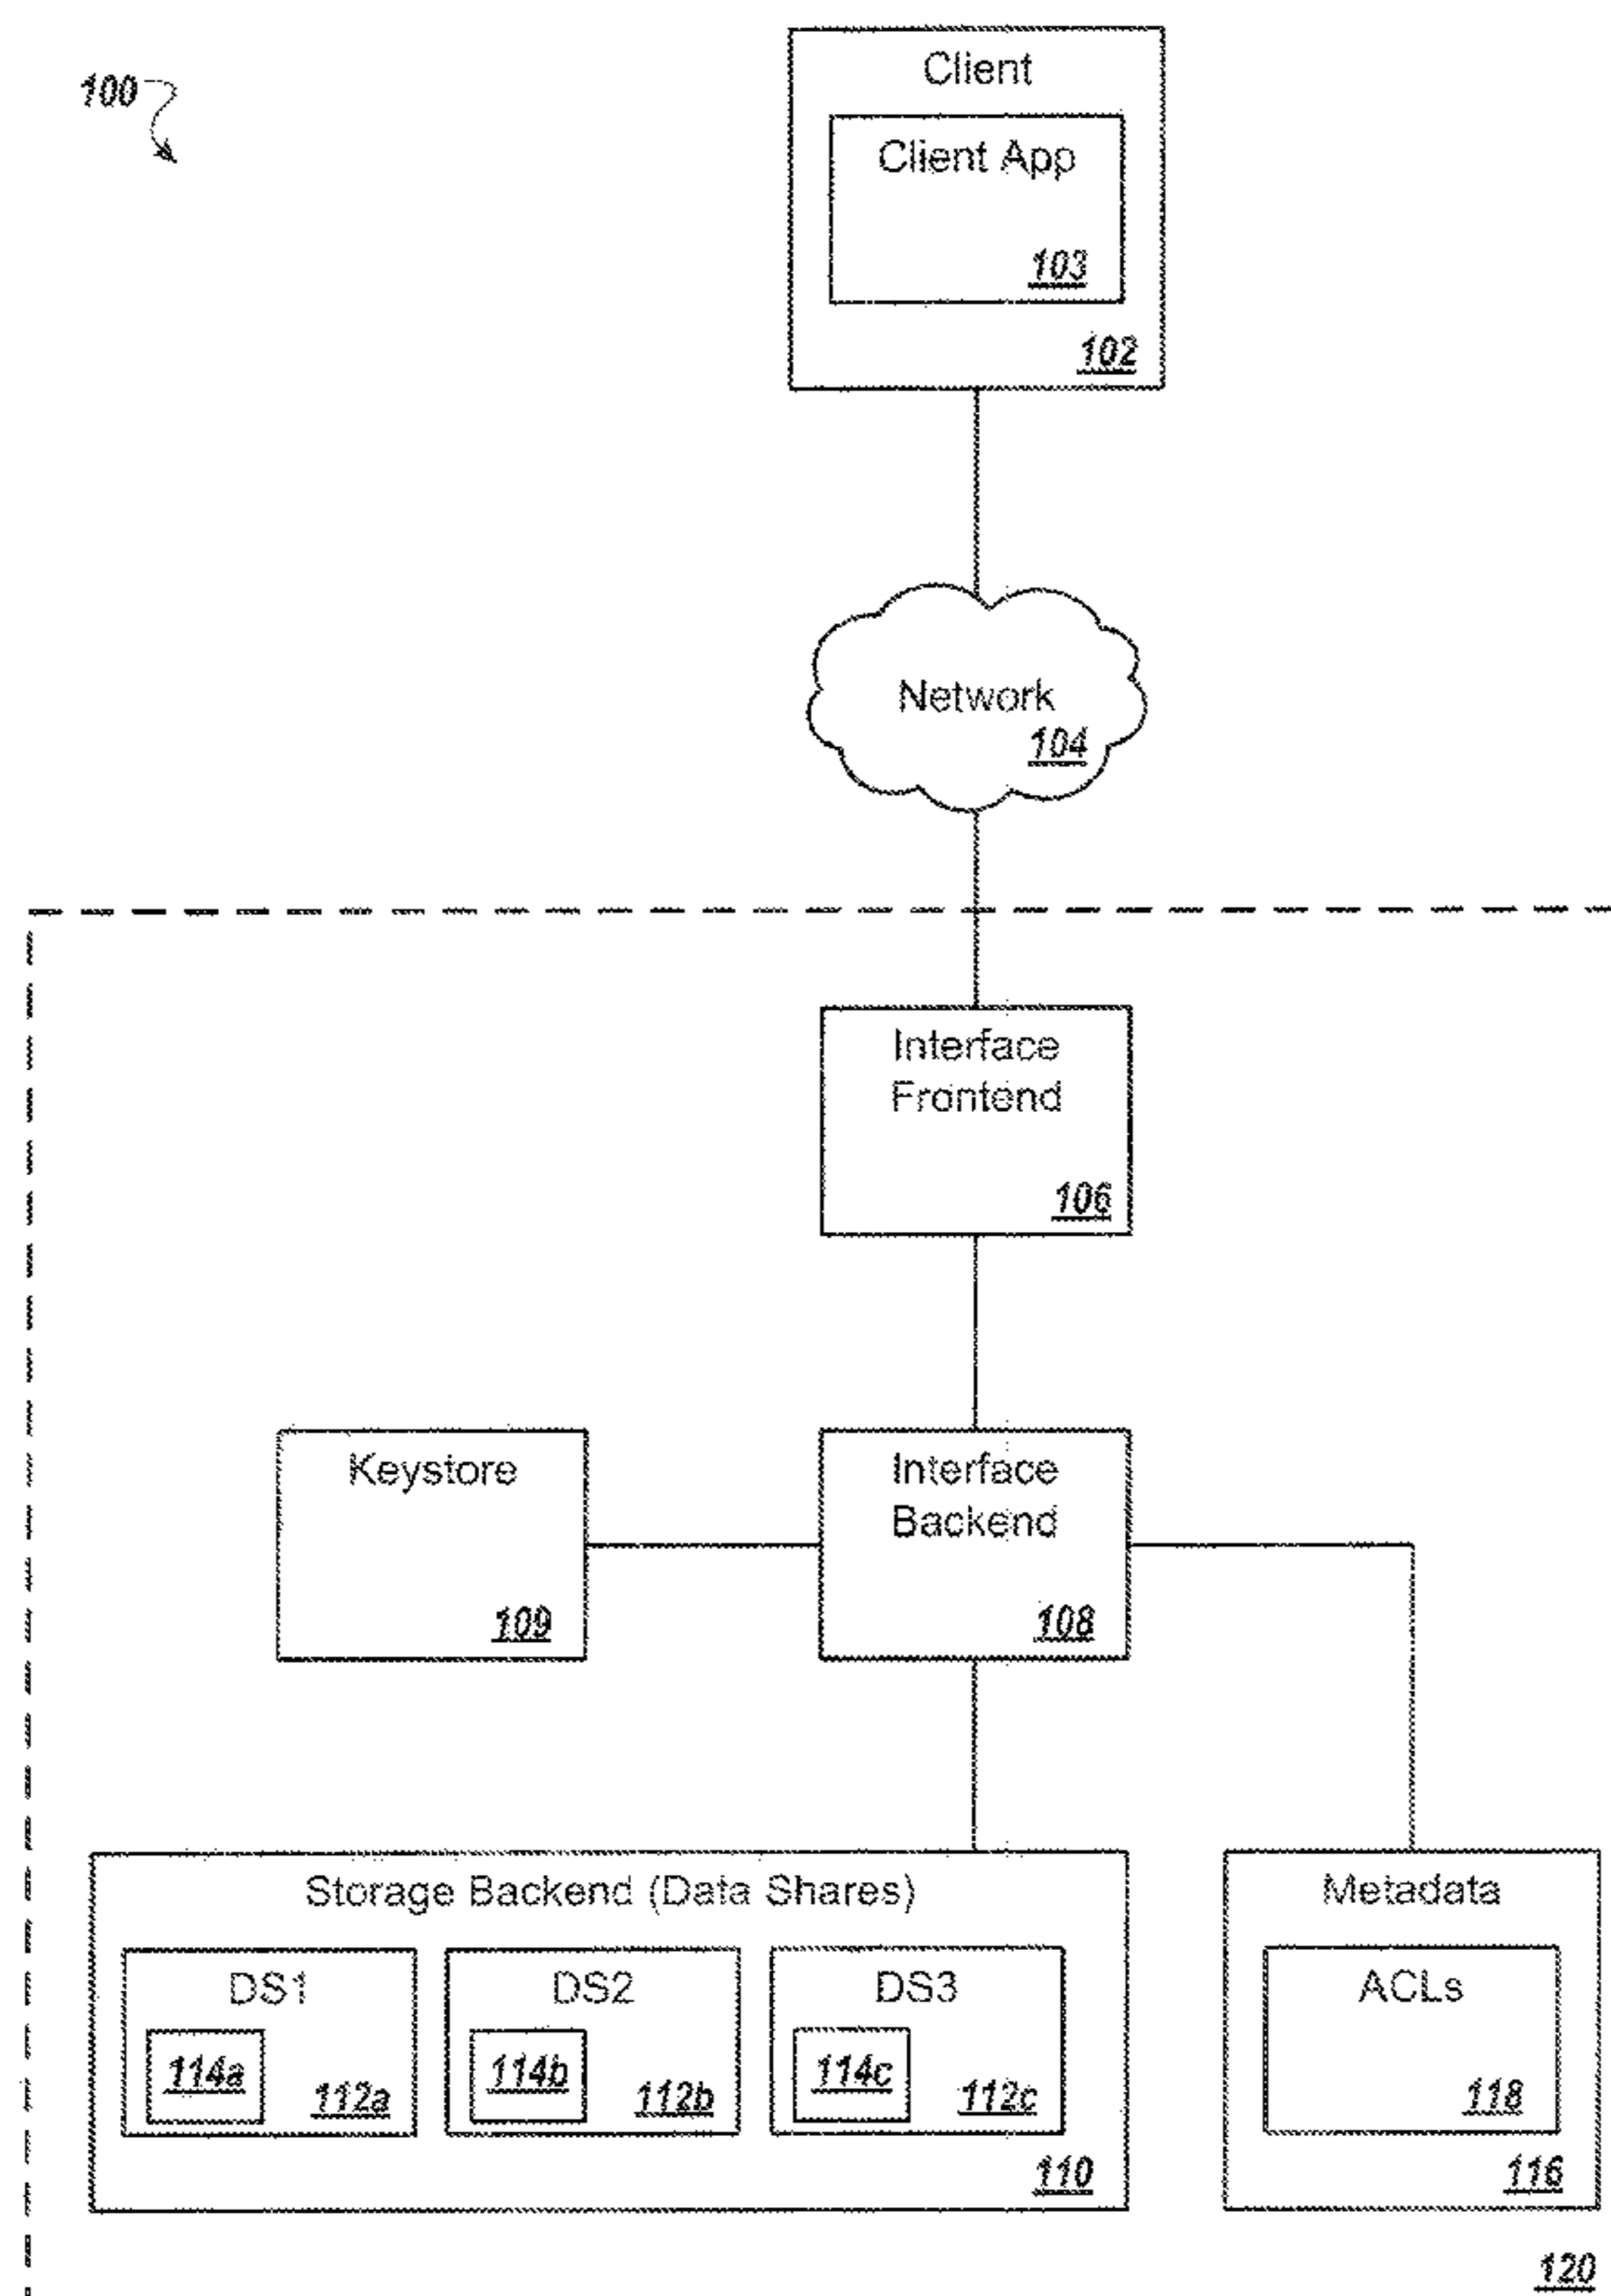 100
Client
Client App
103
102
Network
104
Interface
Frontend
106
Keystore
109
Interface
Backend
108
Storage Backend (Data Shares)
DS1
114a
112a
DS2
114b
112b
DS3
114c
112c
110
Metadata
ACLs
118
116
120